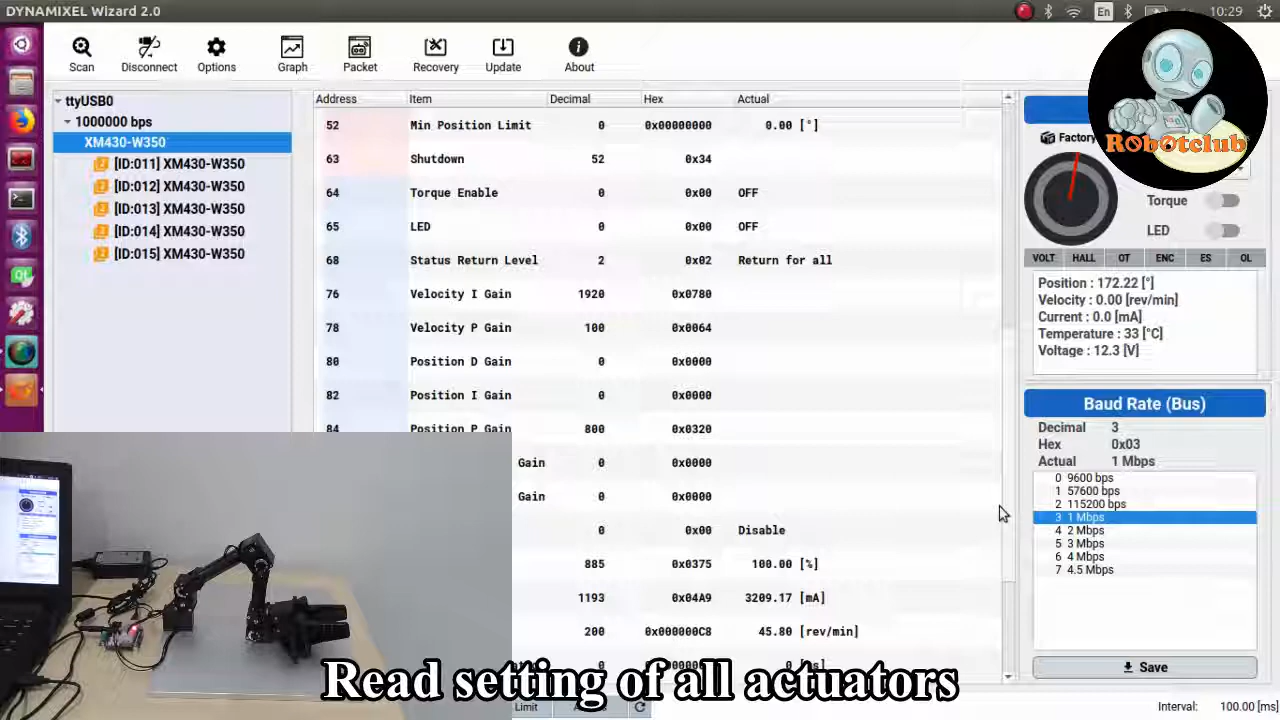 DYNAMIXEL Wizard 2.0
En
10:29
Scan
Disconnect
Options
Graph
Packet
Recovery
Update
About
ttyUSB0
1000000 bps
XM430-W350
[ID:011] XM430-W350
[ID:012] XM430-W350
[ID:013] XM430-W350
[ID:014] XM430-W350
[ID:015] XM430-W350
Address Item Decimal Hex Actual
52 Min Position Limit 0 0x00000000 0.00 [°]
63 Shutdown 52 0x34
64 Torque Enable 0 0x00 OFF
65 LED 0 0x00 OFF
68 Status Return Level 2 0x02 Return for all
76 Velocity I Gain 1920 0x0780
78 Velocity P Gain 100 0x0064
80 Position D Gain 0 0x0000
82 Position I Gain 0 0x0000
84 Position P Gain 800 0x0320
Gain 0 0x0000
Gain 0 0x0000
0 0x00 Disable
885 0x0375 100.00 [%]
1193 0x04A9 3209.17 [mA]
200 0x000000C8 45.80 [rev/min]
Limit
Rob0tclub
Factory
Torque
LED
VOLT HALL OT ENC ES OL
Position : 172.22 [°]
Velocity : 0.00 [rev/min]
Current : 0.0 [mA]
Temperature : 33 [°C]
Voltage : 12.3 [V]
Baud Rate (Bus)
Decimal 3
Hex 0x03
Actual 1 Mbps
0 9600 bps
1 57600 bps
2 115200 bps
3 1 Mbps
4 2 Mbps
5 3 Mbps
6 4 Mbps
7 4.5 Mbps
Save
Read setting of all actuators
Interval: 100.00 [ms]